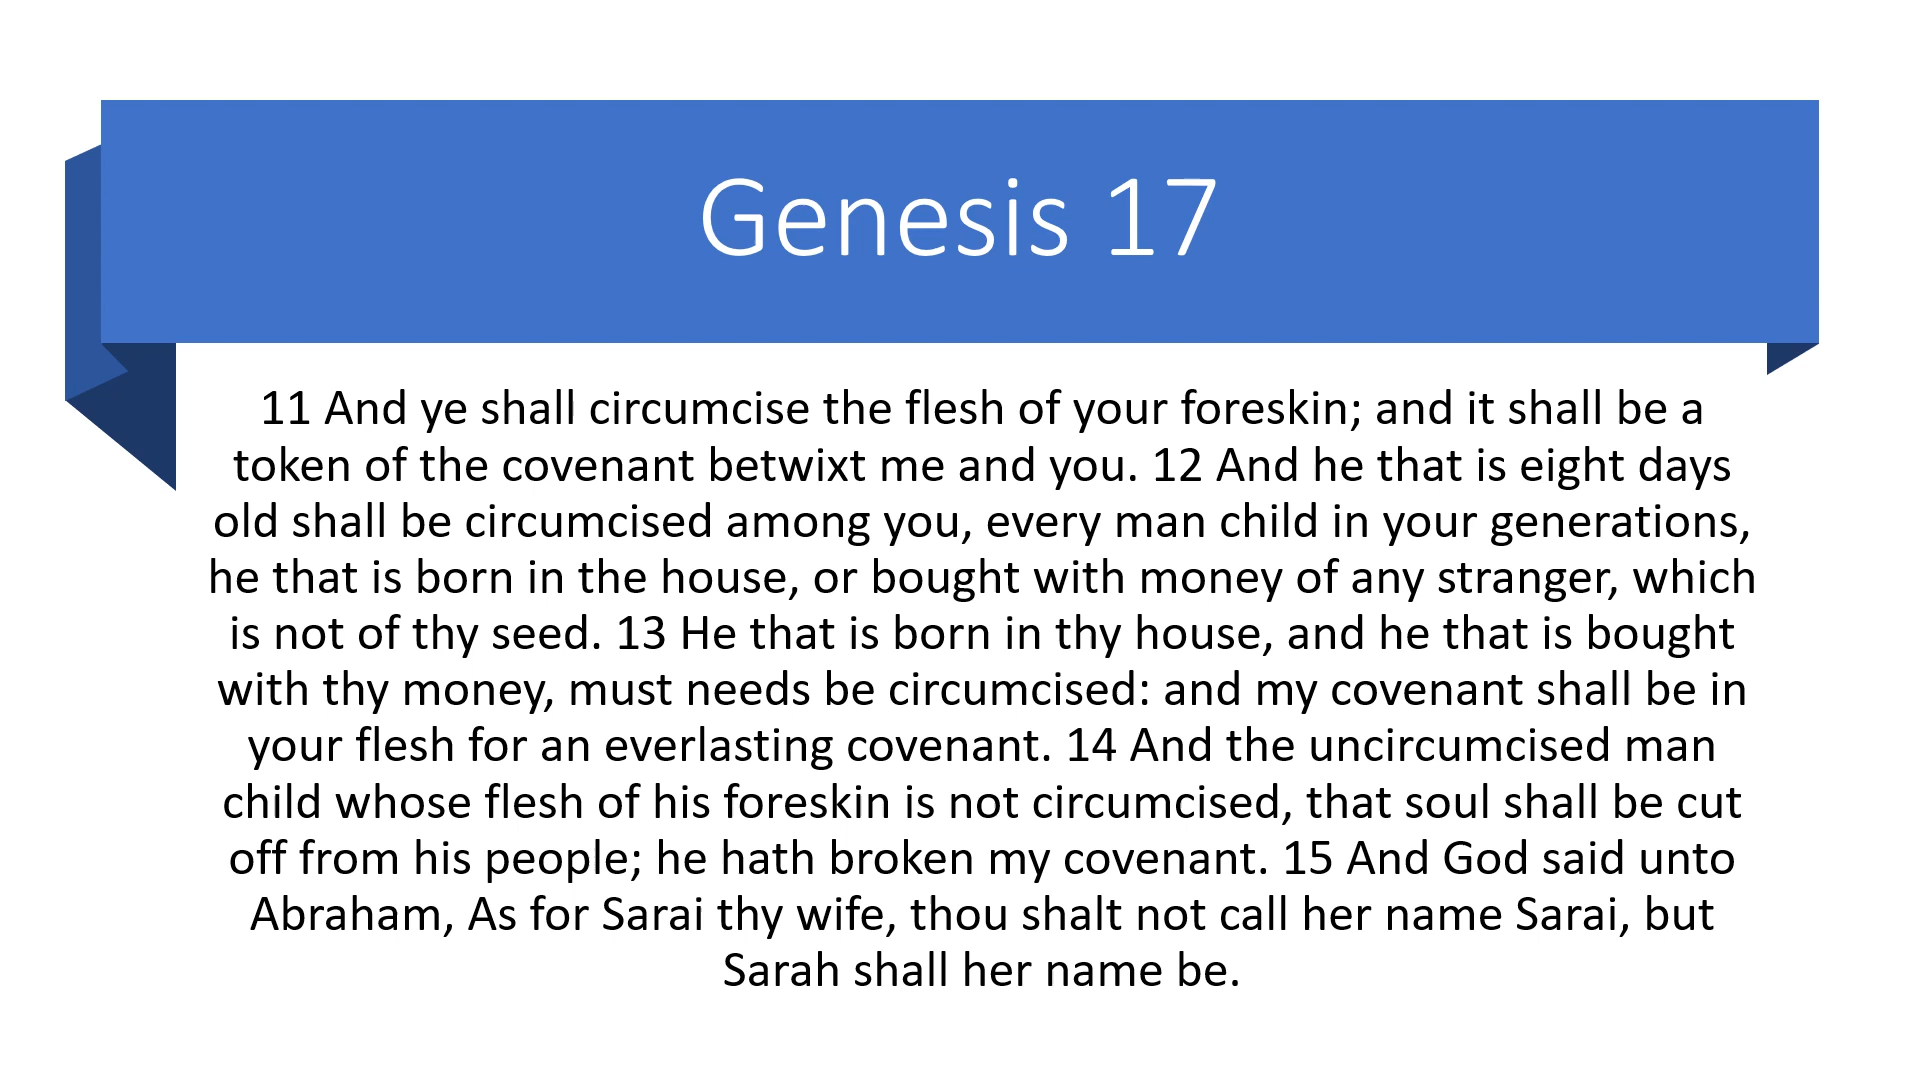 Genesis 17
11 And ye shall circumcise the flesh of your foreskin; and it shall be a
token of the covenant betwixt me and you. 12 And he that is eight days
old shall be circumcised among you, every man child in your generations,
he that is born in the house, or bought with money of any stranger, which
is not of thy seed. 13 He that is born in thy house, and he that is bought
with thy money, must needs be circumcised: and my covenant shall be in
your flesh for an everlasting covenant. 14 And the uncircumcised man
child whose flesh of his foreskin is not circumcised, that soul shall be cut
off from his people; he hath broken my covenant. 15 And God said unto
Abraham, As for Sarai thy wife, thou shalt not call her name Sarai, but
Sarah shall her name be.